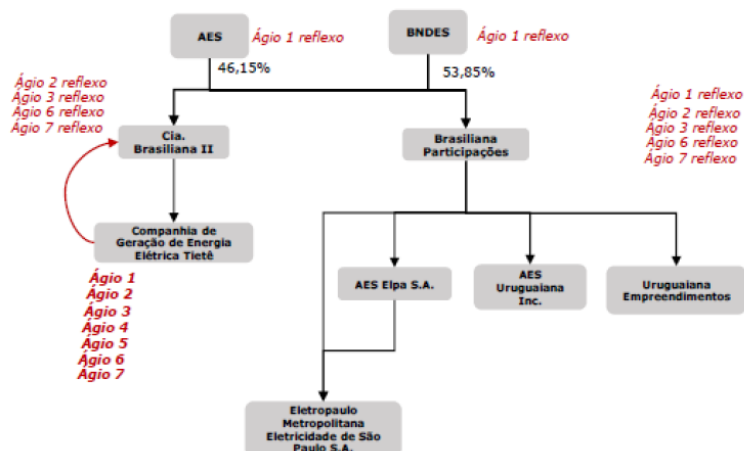 AES
Ágio 1 reflexo
BNDES
Ágio 1 reflexo
46,15%
53,85%
Ágio 2 reflexo
Ágio 3 reflexo
Ágio 6 reflexo
Ágio 7 reflexo
Ágio 1 reflexo
Ágio 2 reflexo
Ágio 3 reflexo
Ágio 6 reflexo
Ágio 7 reflexo
Cia.
Brasiliana II
Brasiliana
Participações
Companhia de
Geração de Energia
Elétrica Tietê
Ágio 1
Ágio 2
Ágio 3
Ágio 4
Ágio 5
Ágio 6
Ágio 7
AES Elpa S.A.
AES
Uruguaiana
Inc.
Uruguaiana
Empreendimentos
Eletropaulo
Metropolitana
Eletricidade de São
Paulo S.A.